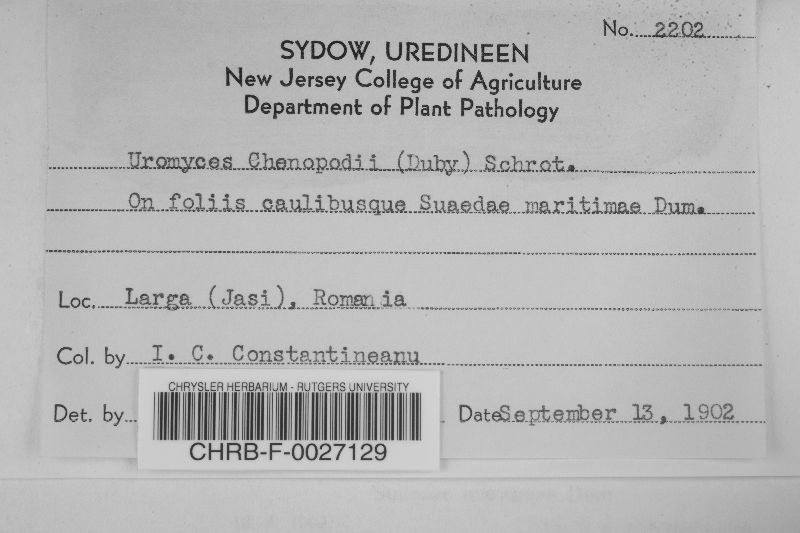 No. 2202
SYDOW, UREDINEEN
New Jersey College of Agriculture
Department of Plant Pathology
Uromyces Chenopodii (Duby) Schrot.
On foliis caulibusque Suaedae maritimae Dum.
Loc. Larga (Jasi), Romania
Col. by I. C. Constantineanu
Det. by Date September 13, 1902
CHRYSLER HERBARIUM - RUTGERS UNIVERSITY
CHRB-F-0027129